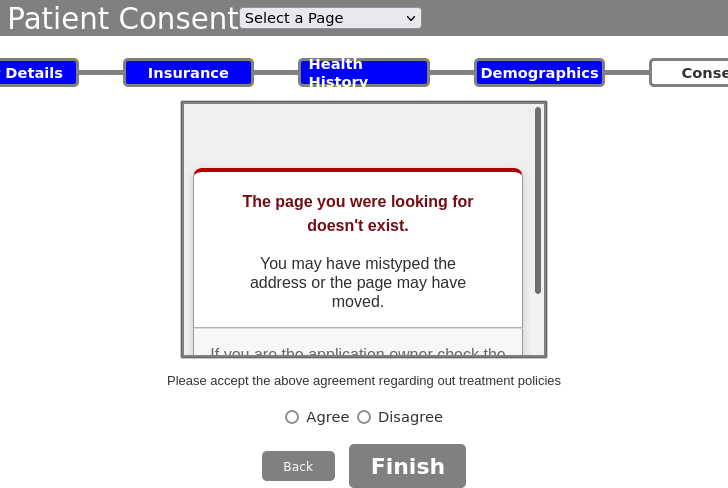 Patient Consent Select a Page
Details Insurance Health History Demographics Conse
The page you were looking for
doesn't exist.
You may have mistyped the
address or the page may have
moved.
If you are the application owner check the
Please accept the above agreement regarding out treatment policies
Agree Disagree
Back Finish